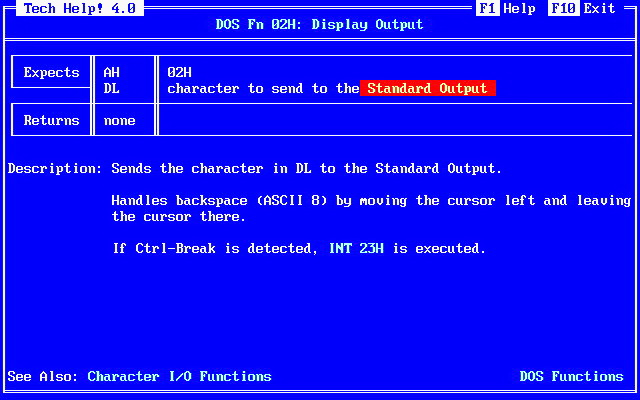 Tech Help! 4.0 F1 Help F10 Exit
DOS Fn 02H: Display Output
Expects AH 02H
DL character to send to the Standard Output
Returns none
Description: Sends the character in DL to the Standard Output.
Handles backspace (ASCII 8) by moving the cursor left and leaving
the cursor there.
If Ctrl-Break is detected, INT 23H is executed.
See Also: Character I/O Functions DOS Functions